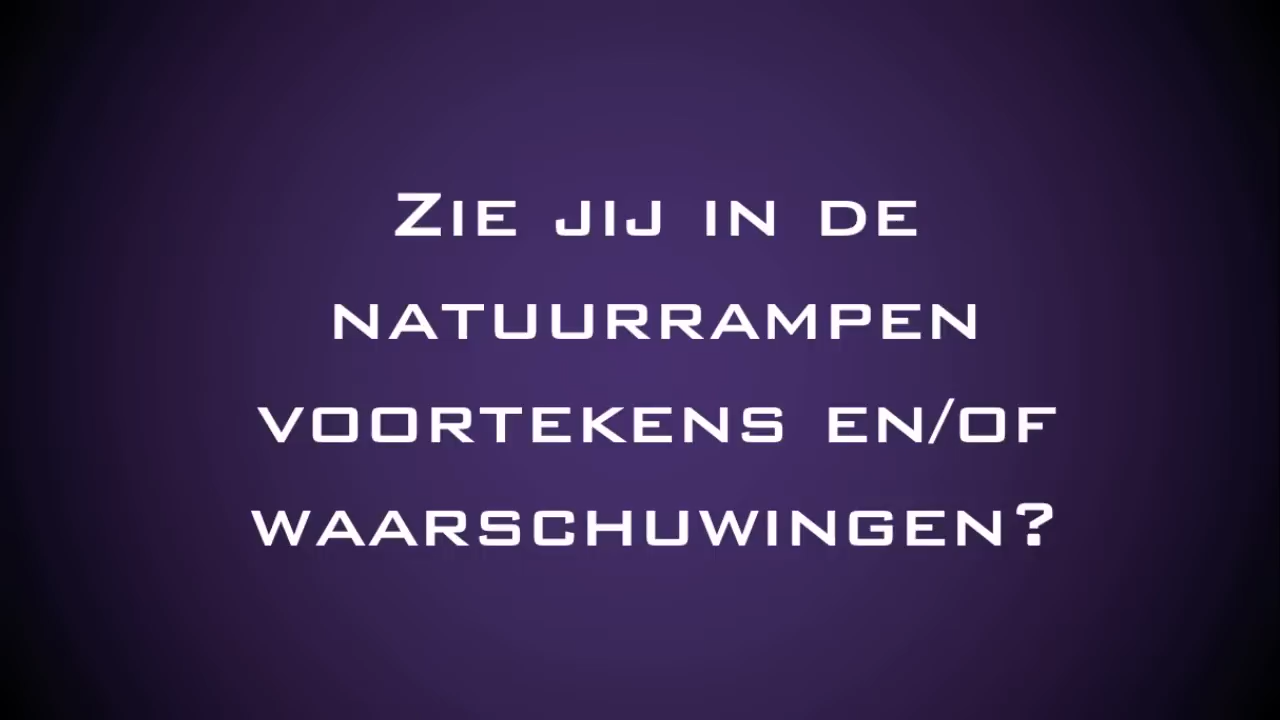 Zie jij in de
natuurrampen
voortekens en/of
waarschuwingen?